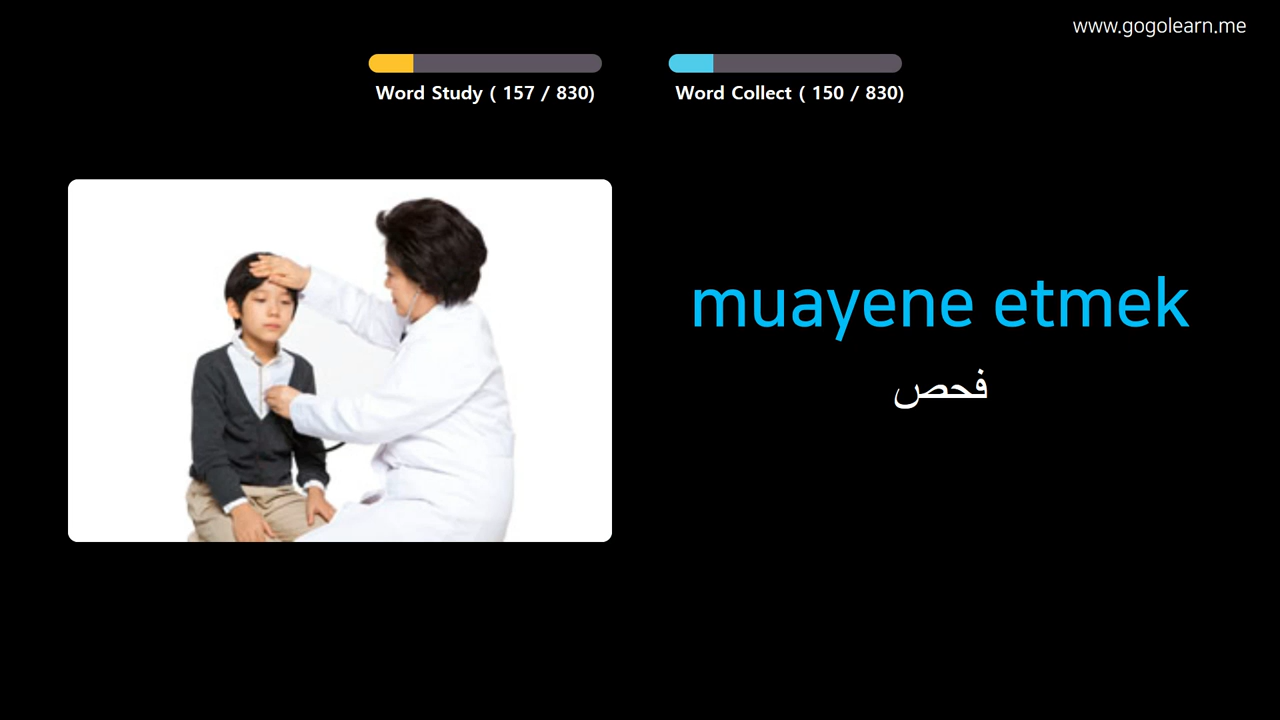 www.gogolearn.me
Word Study ( 157 / 830)
Word Collect ( 150 / 830)
muayene etmek
فحص